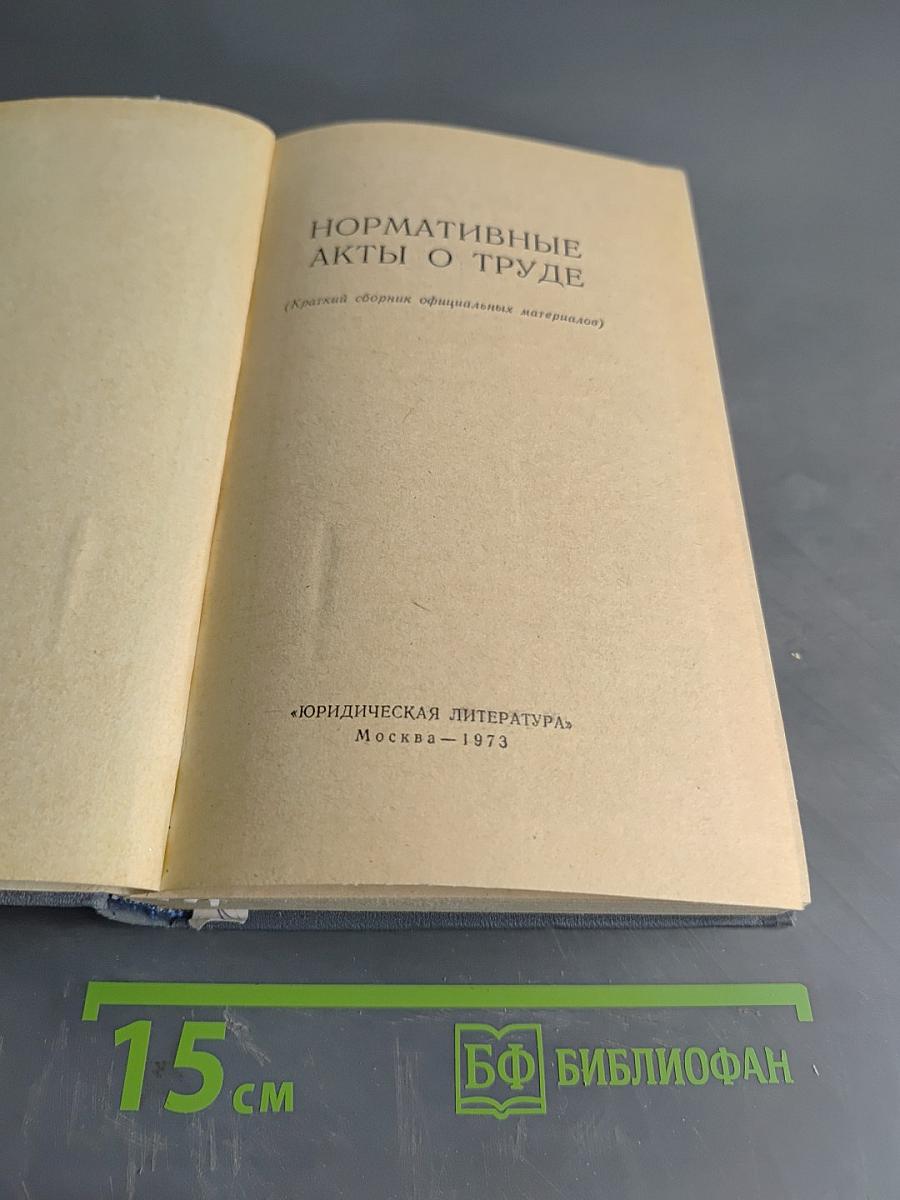 НОРМАТИВНЫЕ
АКТЫ О ТРУДЕ
(Краткий сборник официальных материалов)
«ЮРИДИЧЕСКАЯ ЛИТЕРАТУРА»
Москва — 1973
15 см
БФ БИБЛИОФАН